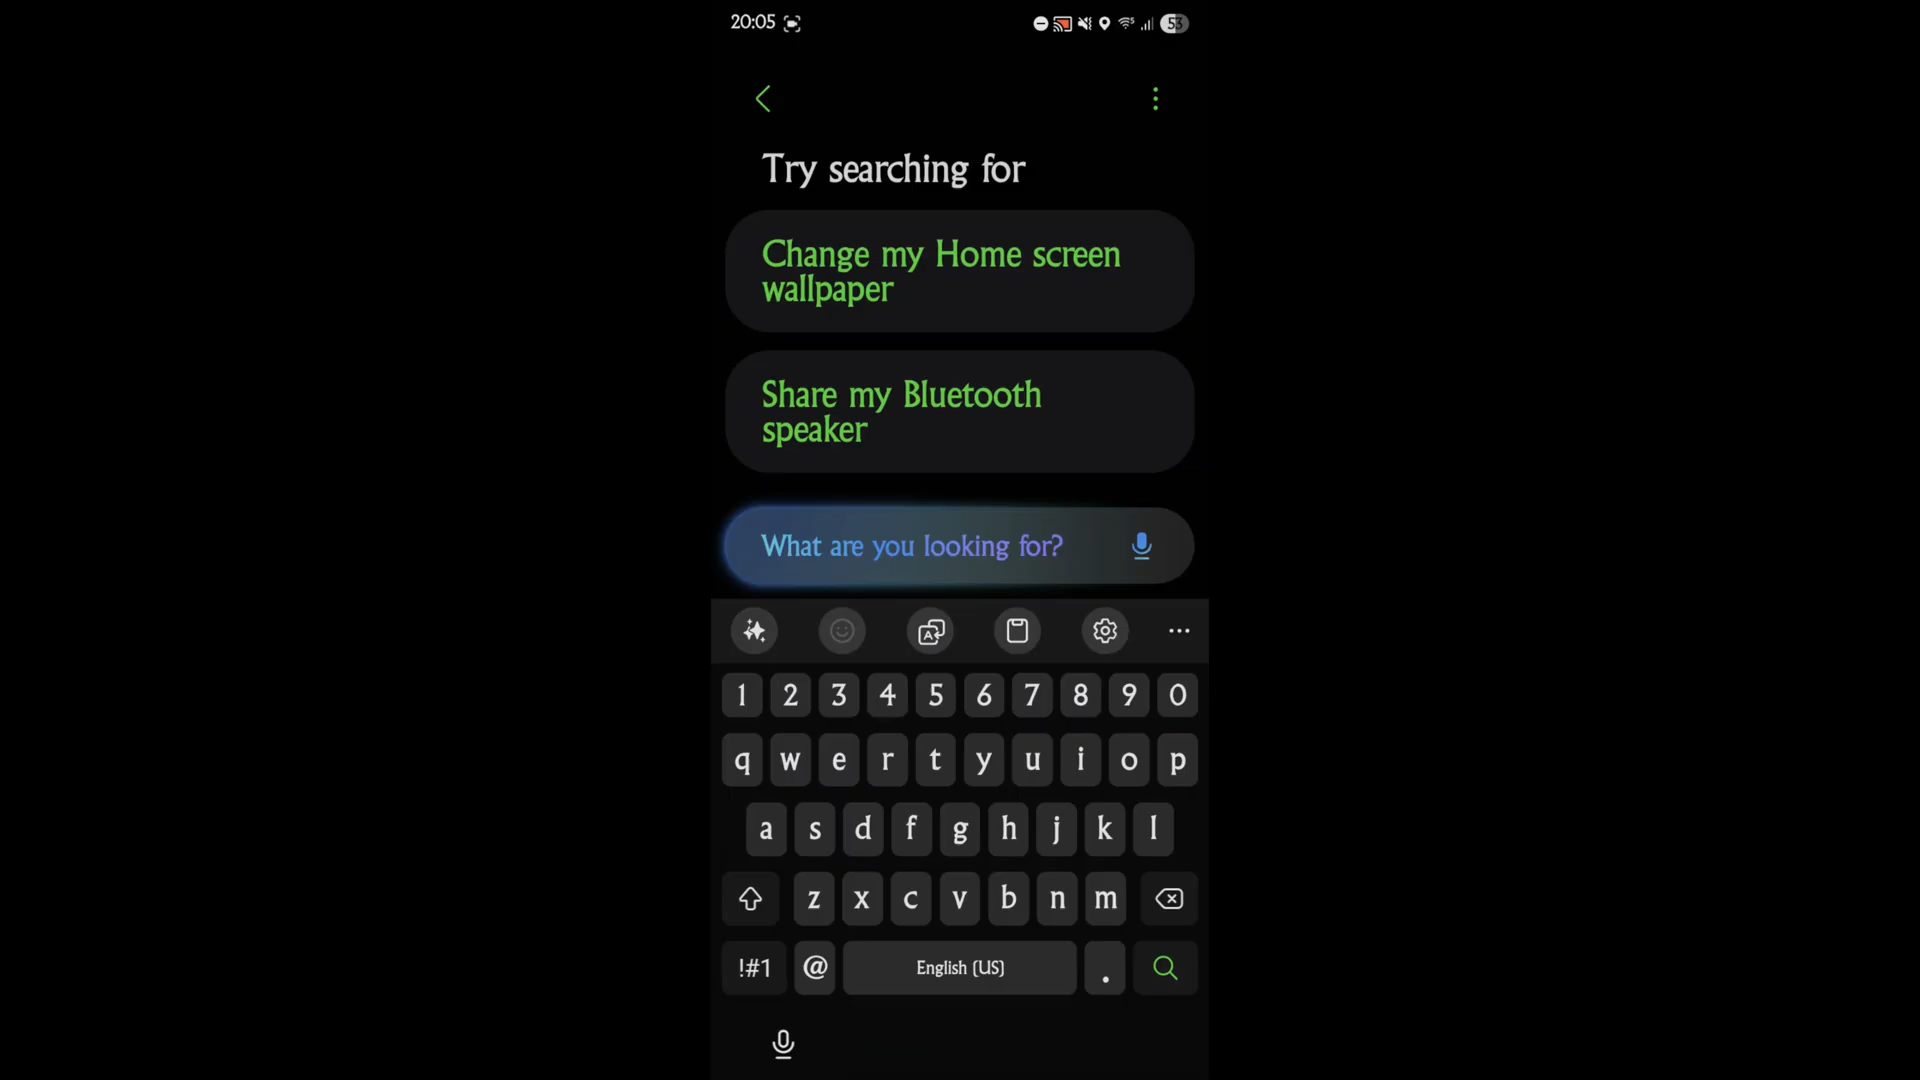 20:05
53
Try searching for
Change my Home screen
wallpaper
Share my Bluetooth
speaker
What are you looking for?
1 2 3 4 5 6 7 8 9 0
q w e r t y u i o p
a s d f g h j k l
z x c v b n m
!#1 @ English (US) .